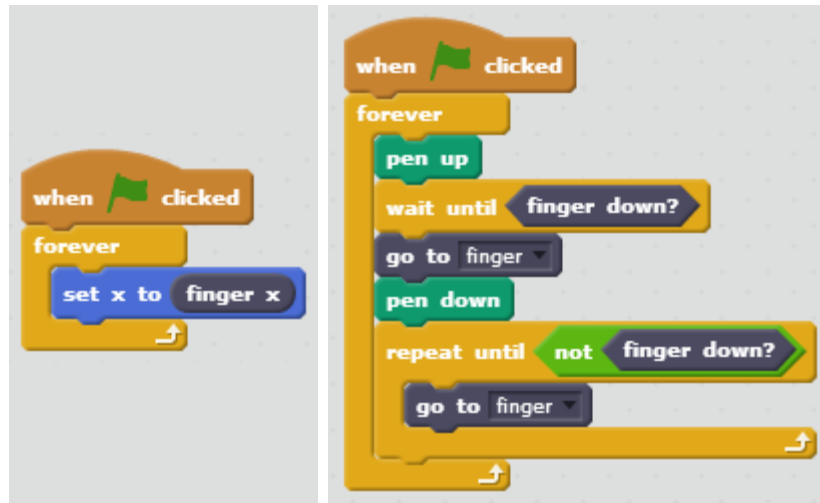 when clicked
forever
set x to finger x
when clicked
forever
pen up
wait until finger down?
go to finger
pen down
repeat until not finger down?
go to finger